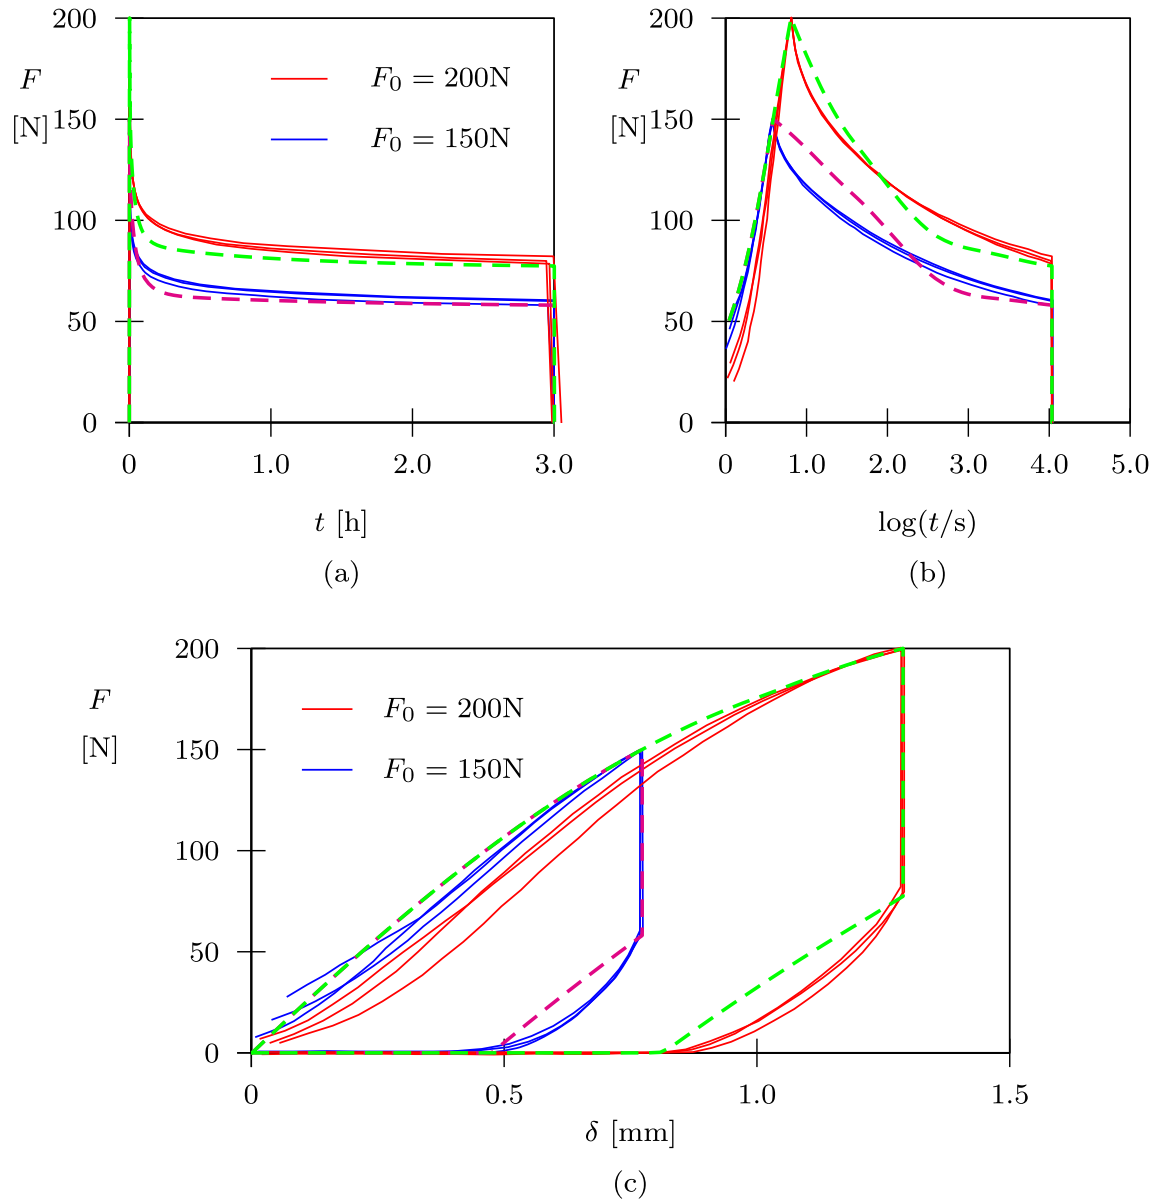 200
F
F₀ = 200N
[N]
150
F₀ = 150N
100
50
0
0 1.0 2.0 3.0
t [h]
(a)
200
F
[N]
150
100
50
0
0 1.0 2.0 3.0 4.0 5.0
log(t/s)
(b)
200
F
F₀ = 200N
[N]
150
F₀ = 150N
100
50
0
0 0.5 1.0 1.5
δ [mm]
(c)